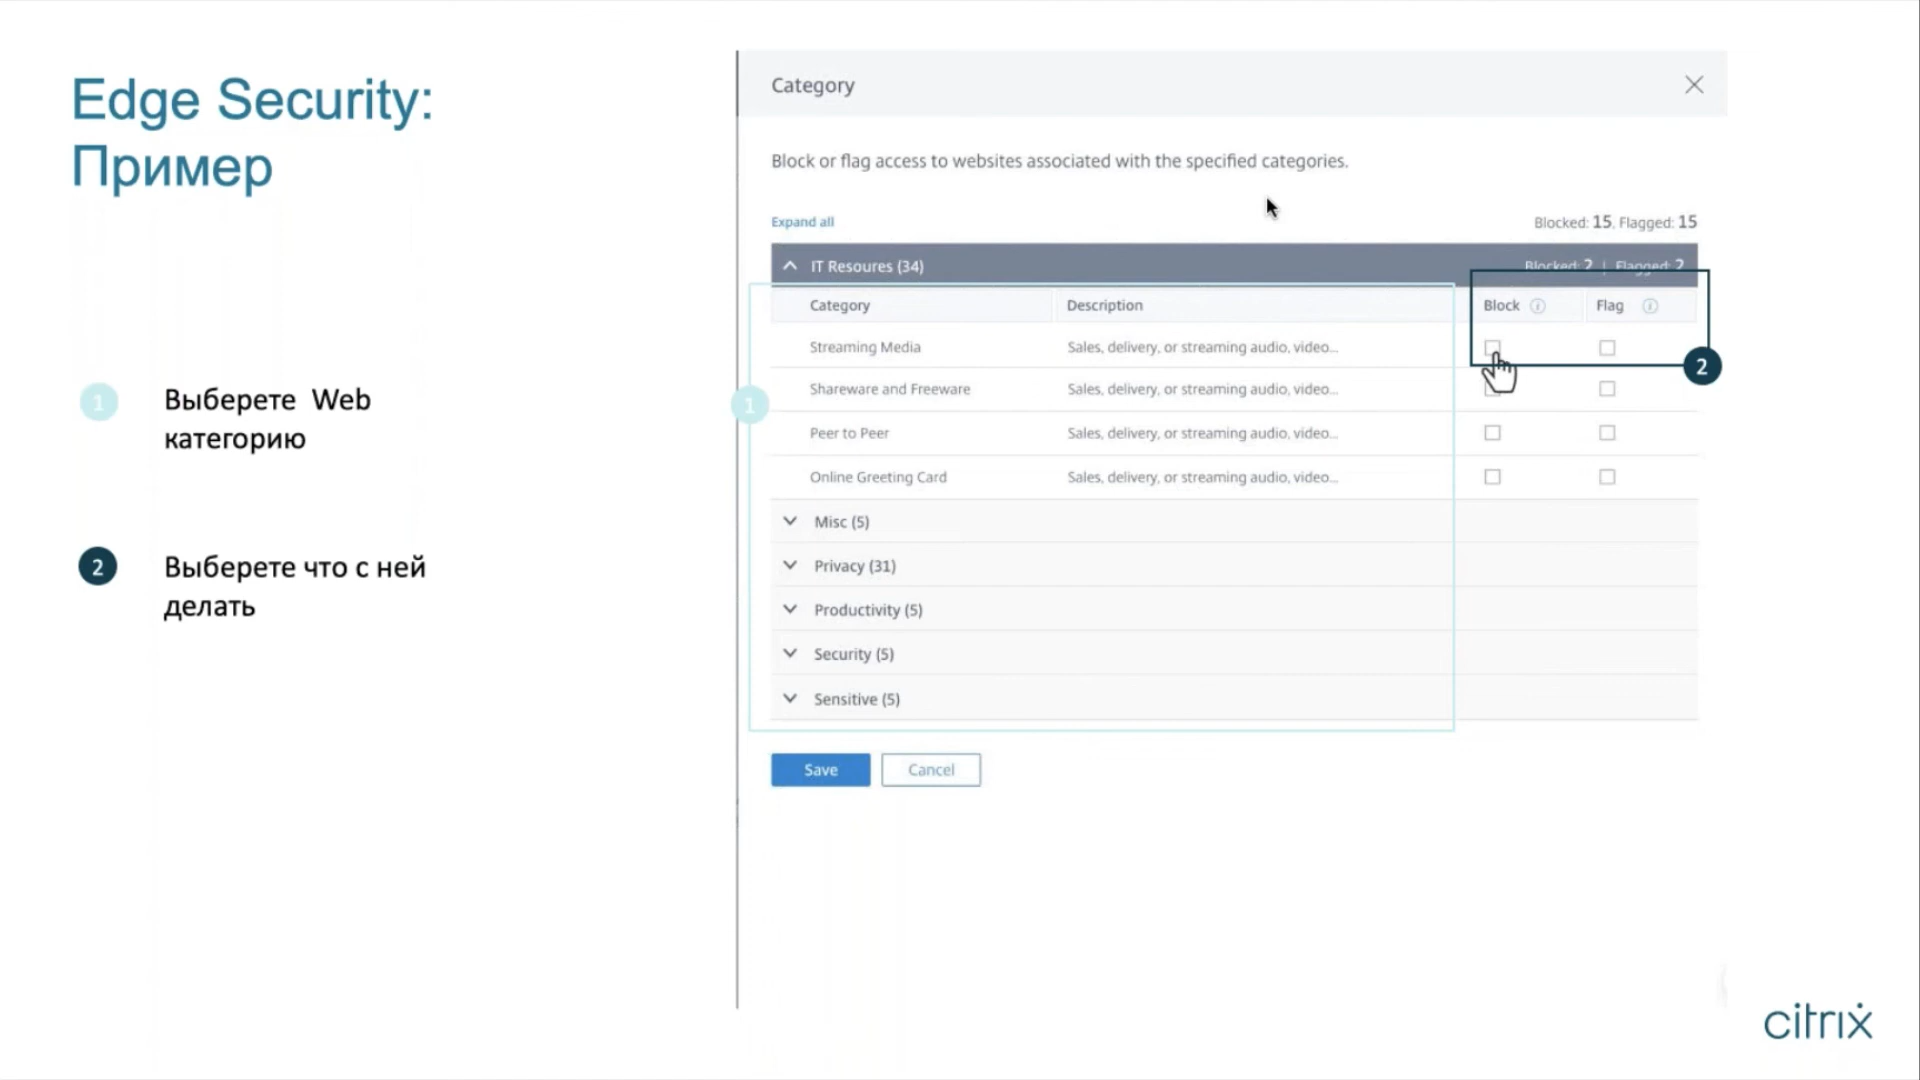 Edge Security:
Пример
1 Выберете Web
категорию
2 Выберете что с ней
делать
Category
Block or flag access to websites associated with the specified categories.
Expand all Blocked: 15, Flagged: 15
IT Resoures (34) Blocked: 2 | Flagged: 2
Category Description Block Flag
Streaming Media Sales, delivery, or streaming audio, video...
Shareware and Freeware Sales, delivery, or streaming audio, video...
1 2
Peer to Peer Sales, delivery, or streaming audio, video...
Online Greeting Card Sales, delivery, or streaming audio, video...
Misc (5)
Privacy (31)
Productivity (5)
Security (5)
Sensitive (5)
Save Cancel
citrix